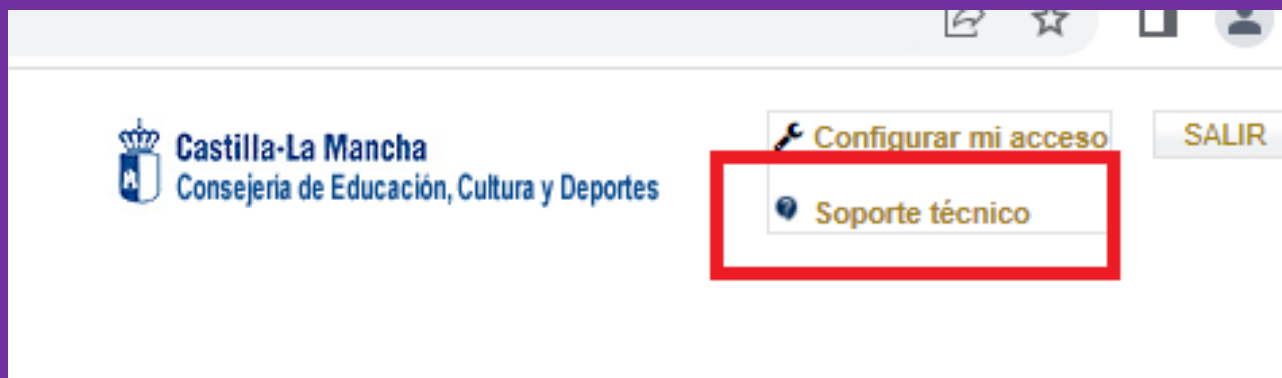 Castilla-La Mancha
Consejería de Educación, Cultura y Deportes
Configurar mi acceso
SALIR
Soporte técnico